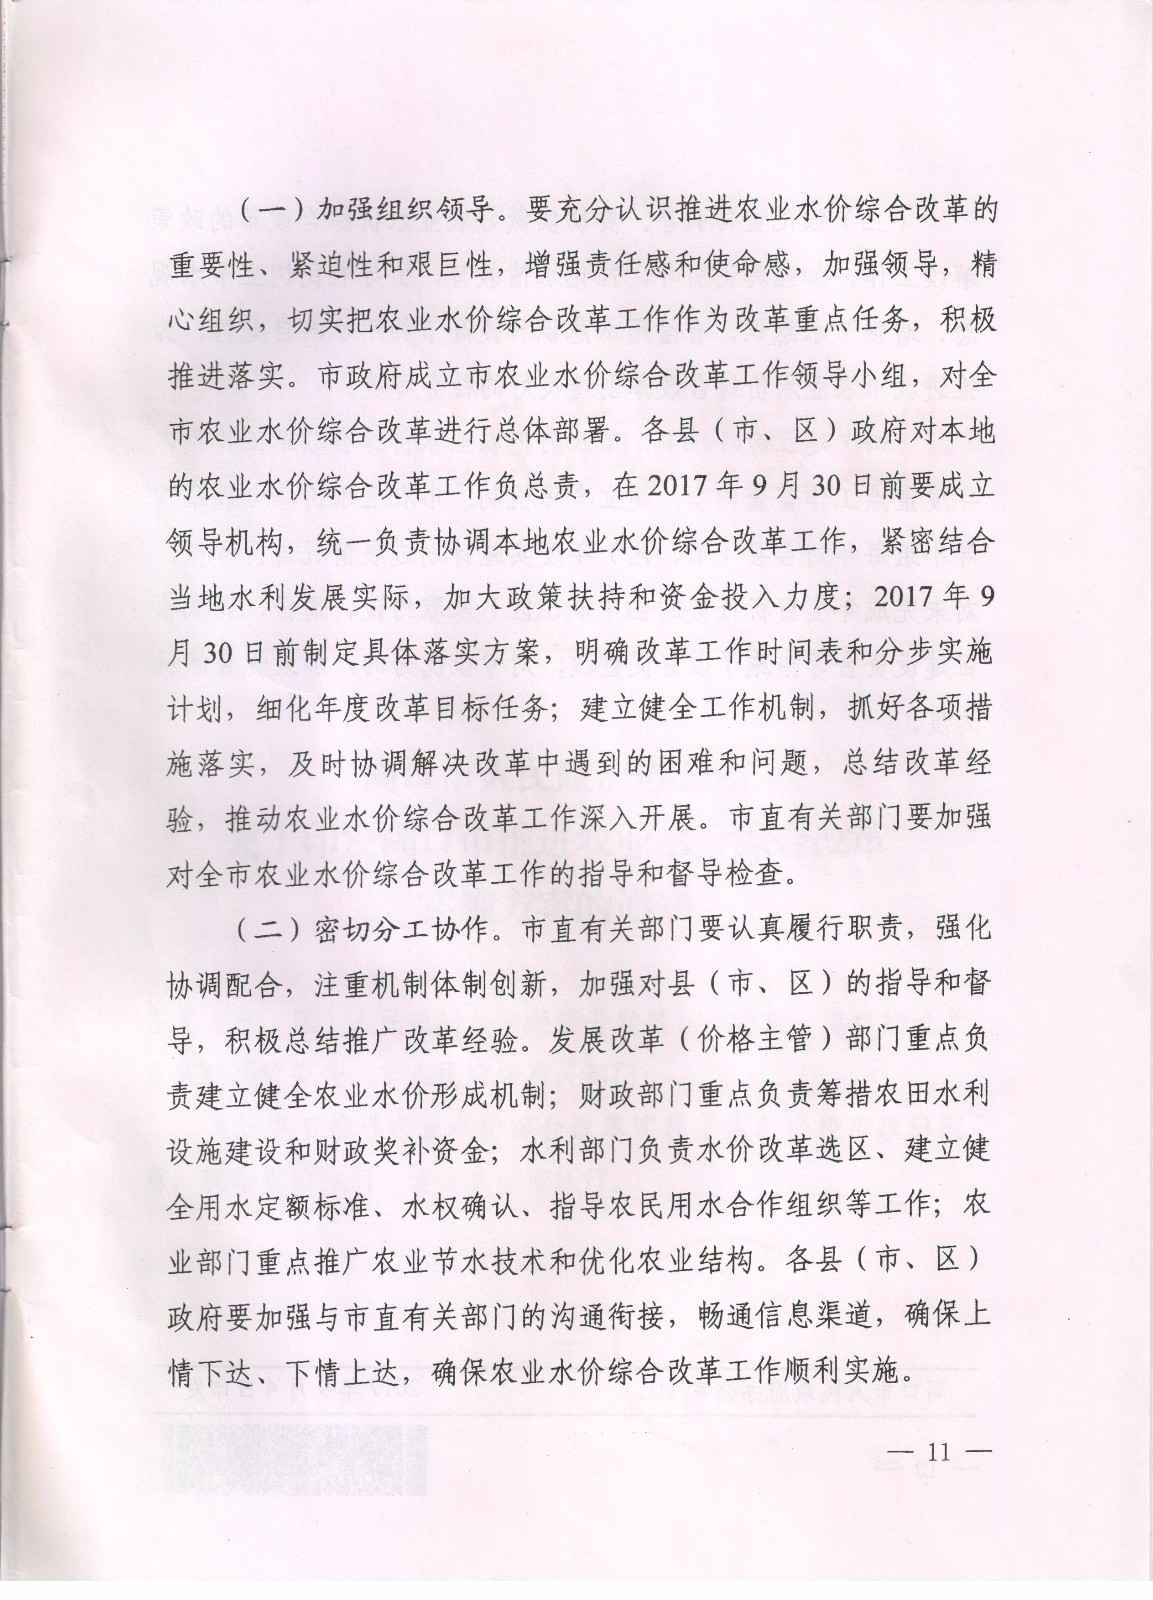 （一）加强组织领导。要充分认识推进农业水价综合改革的
重要性、紧迫性和艰巨性，增强责任感和使命感，加强领导，精
心组织，切实把农业水价综合改革工作作为改革重点任务，积极
推进落实。市政府成立市农业水价综合改革工作领导小组，对全
市农业水价综合改革进行总体部署。各县（市、区）政府对本地
的农业水价综合改革工作负总责，在 2017 年 9 月 30 日前要成立
领导机构，统一负责协调本地农业水价综合改革工作，紧密结合
当地水利发展实际，加大政策扶持和资金投入力度；2017 年 9
月 30 日前制定具体落实方案，明确改革工作时间表和分步实施
计划，细化年度改革目标任务；建立健全工作机制，抓好各项措
施落实，及时协调解决改革中遇到的困难和问题，总结改革经
验，推动农业水价综合改革工作深入开展。市直有关部门要加强
对全市农业水价综合改革工作的指导和督导检查。
（二）密切分工协作。市直有关部门要认真履行职责，强化
协调配合，注重机制体制创新，加强对县（市、区）的指导和督
导，积极总结推广改革经验。发展改革（价格主管）部门重点负
责建立健全农业水价形成机制；财政部门重点负责筹措农田水利
设施建设和财政奖补资金；水利部门负责水价改革选区、建立健
全用水定额标准、水权确认、指导农民用水合作组织等工作；农
业部门重点推广农业节水技术和优化农业结构。各县（市、区）
政府要加强与市直有关部门的沟通衔接，畅通信息渠道，确保上
情下达、下情上达，确保农业水价综合改革工作顺利实施。
— 11 —